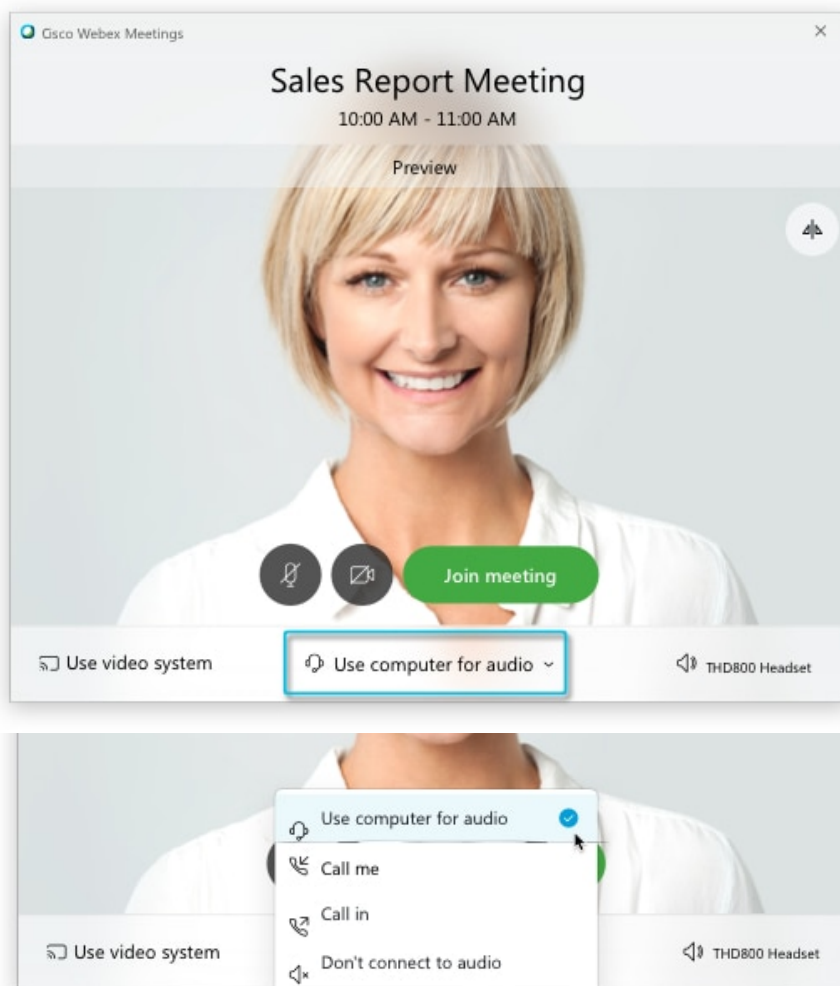 Cisco Webex Meetings
Sales Report Meeting
10:00 AM - 11:00 AM
Preview
Join meeting
Use video system
Use computer for audio
THD800 Headset
Use computer for audio
Call me
Call in
Use video system
THD800 Headset
Don't connect to audio